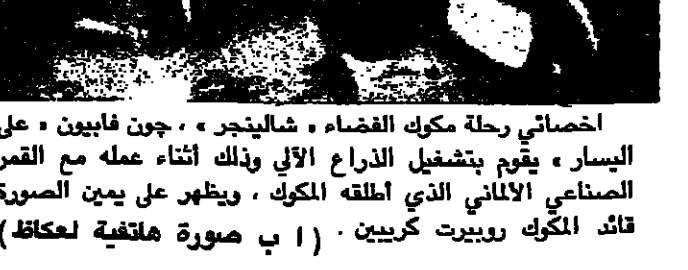 اخصائي رحلة مكوك الفضاء « شالينجر » ، جون فابيون « على
اليسار » يقوم بتشغيل الذراع الآلي وذلك أثناء عمله مع القمر
الصناعي الألماني الذي أطلقه المكوك ، ويظهر على يمين الصورة
قائد المكوك روبيرت كريبين . ( ا ب صورة هاتفية لعكاظ )